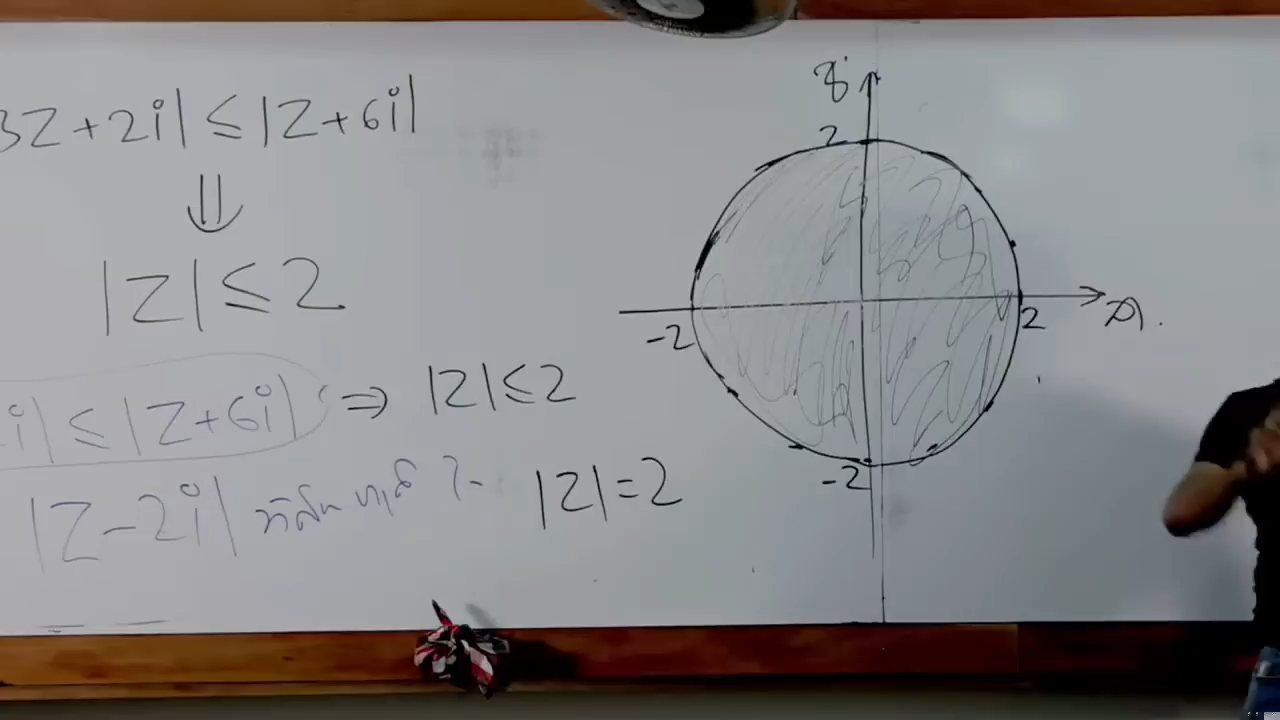 3Z + 2i| ≤ |Z + 6i|
⇓
|Z| ≤ 2
i| ≤ |Z + 6i| ⇒ |Z| ≤ 2
|Z - 2i|
|Z| = 2
2
-2
2
-2